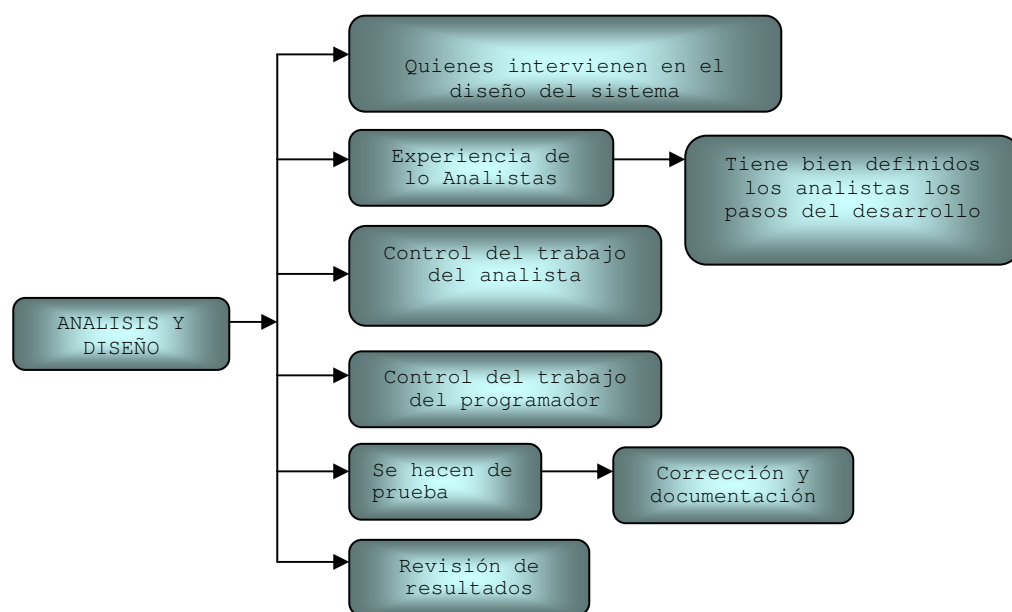 Quienes intervienen en el
diseño del sistema
Experiencia de
lo Analistas
Tiene bien definidos
los analistas los
pasos del desarrollo
Control del trabajo
del analista
ANALISIS Y
DISEÑO
Control del trabajo
del programador
Se hacen de
prueba
Corrección y
documentación
Revisión de
resultados